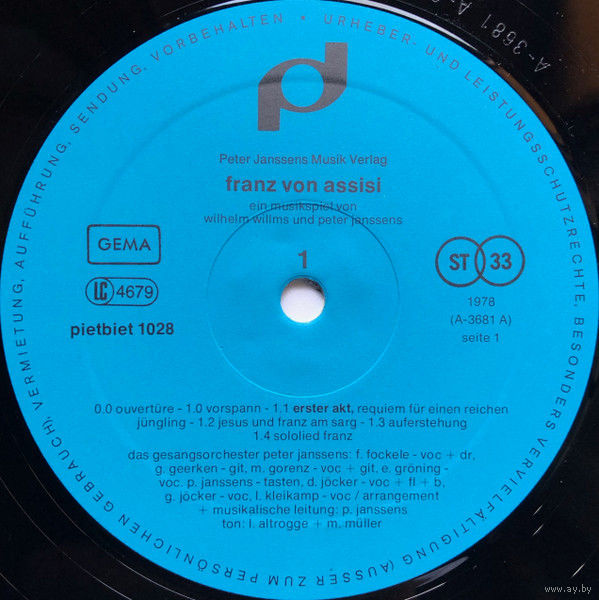 URHEBER- UND LEISTUNGSSCHUTZRECHTE, BESONDERS VERVIELFÄLTIGUNG (AUSSER ZUM PERSÖNLICHEN GEBRAUCH), VERMIETUNG, AUFFÜHRUNG, SENDUNG, VORBEHALTEN *
A-3681 A
Peter Janssens Musik Verlag
franz von assisi
ein musikspiel von
wilhelm willms und peter janssens
GEMA
1
ST 33
LC 4679
1978
(A-3681 A)
pietbiet 1028
seite 1
0.0 ouvertüre - 1.0 vorspann - 1.1 erster akt, requiem für einen reichen
jüngling - 1.2 jesus und franz am sarg - 1.3 auferstehung
1.4 sololied franz
das gesangsorchester peter janssens: f. fockele - voc + dr,
g. geerken - git, m. gorenz - voc + git, e. gröning -
voc. p. janssens - tasten, d. jöcker - voc + fl + b,
g. jöcker - voc, l. kleikamp - voc / arrangement
+ musikalische leitung: p. janssens
ton: l. altrogge + m. müller
www.ay.by